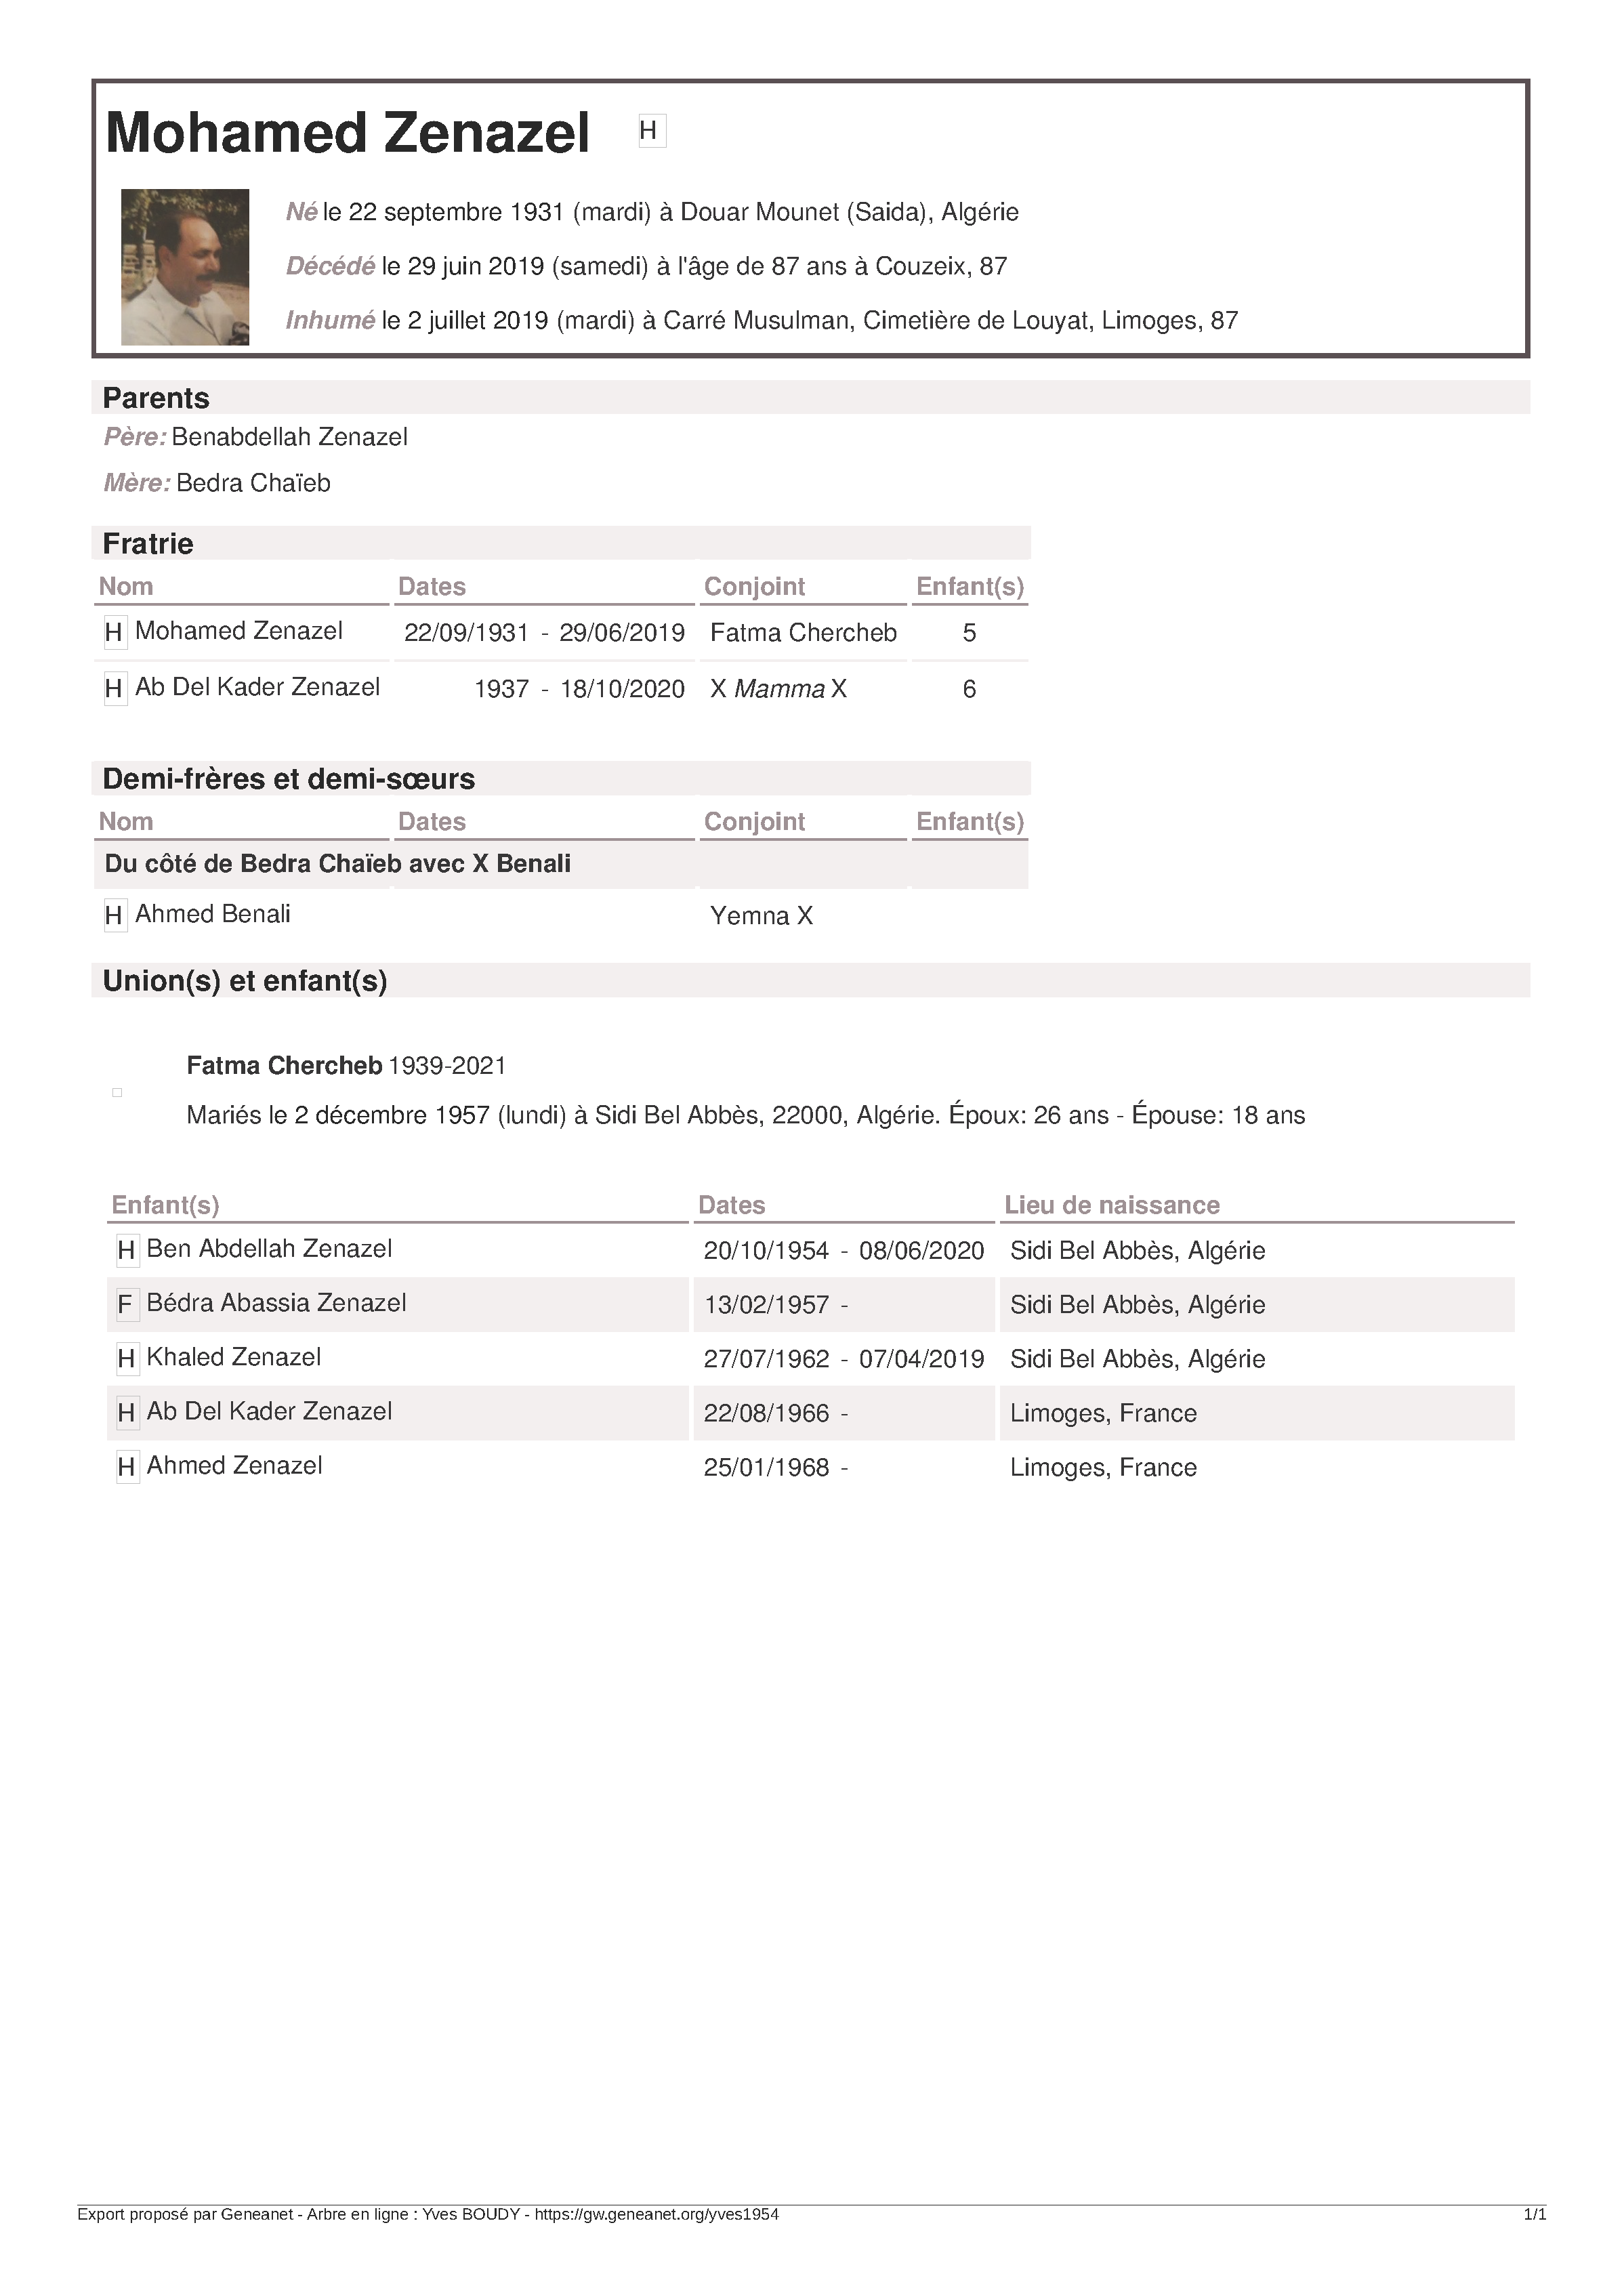 Mohamed Zenazel H
Né le 22 septembre 1931 (mardi) à Douar Mounet (Saida), Algérie
Décédé le 29 juin 2019 (samedi) à l'âge de 87 ans à Couzeix, 87
Inhumé le 2 juillet 2019 (mardi) à Carré Musulman, Cimetière de Louyat, Limoges, 87
Parents
Père: Benabdellah Zenazel
Mère: Bedra Chaïeb
Fratrie
Nom Dates Conjoint Enfant(s)
H Mohamed Zenazel 22/09/1931 - 29/06/2019 Fatma Chercheb 5
H Ab Del Kader Zenazel 1937 - 18/10/2020 X Mamma X 6
Demi-frères et demi-sœurs
Nom Dates Conjoint Enfant(s)
Du côté de Bedra Chaïeb avec X Benali
H Ahmed Benali Yemna X
Union(s) et enfant(s)
Fatma Chercheb 1939-2021
Mariés le 2 décembre 1957 (lundi) à Sidi Bel Abbès, 22000, Algérie. Époux: 26 ans - Épouse: 18 ans
Enfant(s) Dates Lieu de naissance
H Ben Abdellah Zenazel 20/10/1954 - 08/06/2020 Sidi Bel Abbès, Algérie
F Bédra Abassia Zenazel 13/02/1957 - Sidi Bel Abbès, Algérie
H Khaled Zenazel 27/07/1962 - 07/04/2019 Sidi Bel Abbès, Algérie
H Ab Del Kader Zenazel 22/08/1966 - Limoges, France
H Ahmed Zenazel 25/01/1968 - Limoges, France
Export proposé par Geneanet - Arbre en ligne : Yves BOUDY - https://gw.geneanet.org/yves1954 1/1